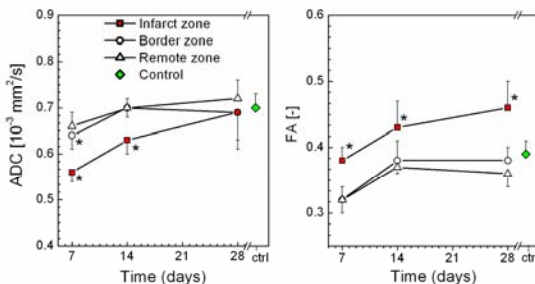 Infarct zone
Border zone
Remote zone
Control
ADC [10⁻³ mm²/s]
0.9
0.8
0.7
0.6
0.5
0.4
*
*
*
7
14
21
28
ctrl
Time (days)
FA [-]
0.6
0.5
0.4
0.3
*
*
*
7
14
21
28
ctrl
Time (days)